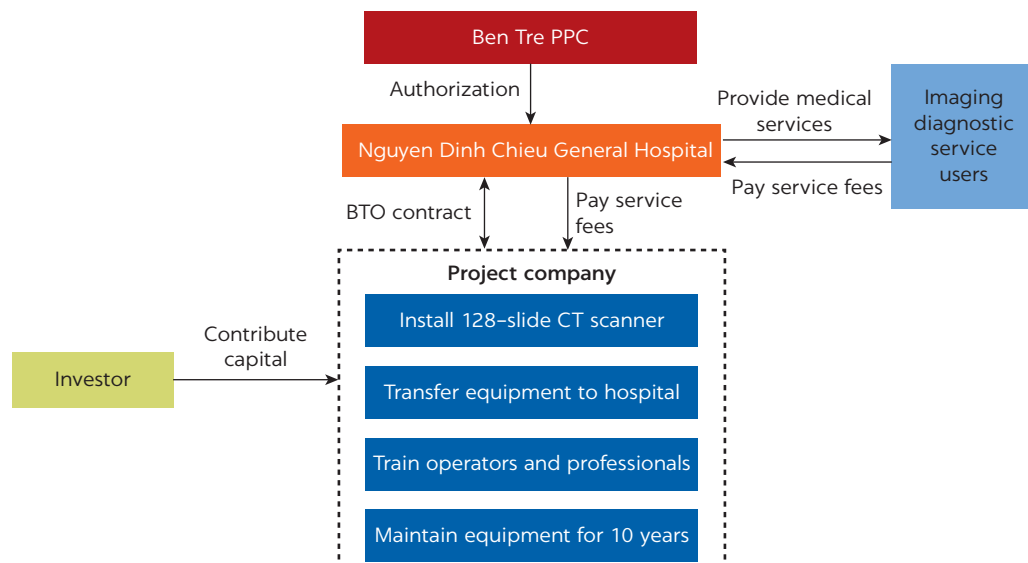 Ben Tre PPC
Authorization
Nguyen Dinh Chieu General Hospital
Provide medical
services
Pay service fees
Imaging
diagnostic
service
users
BTO contract
Pay service
fees
Project company
Install 128–slide CT scanner
Transfer equipment to hospital
Train operators and professionals
Maintain equipment for 10 years
Investor
Contribute
capital